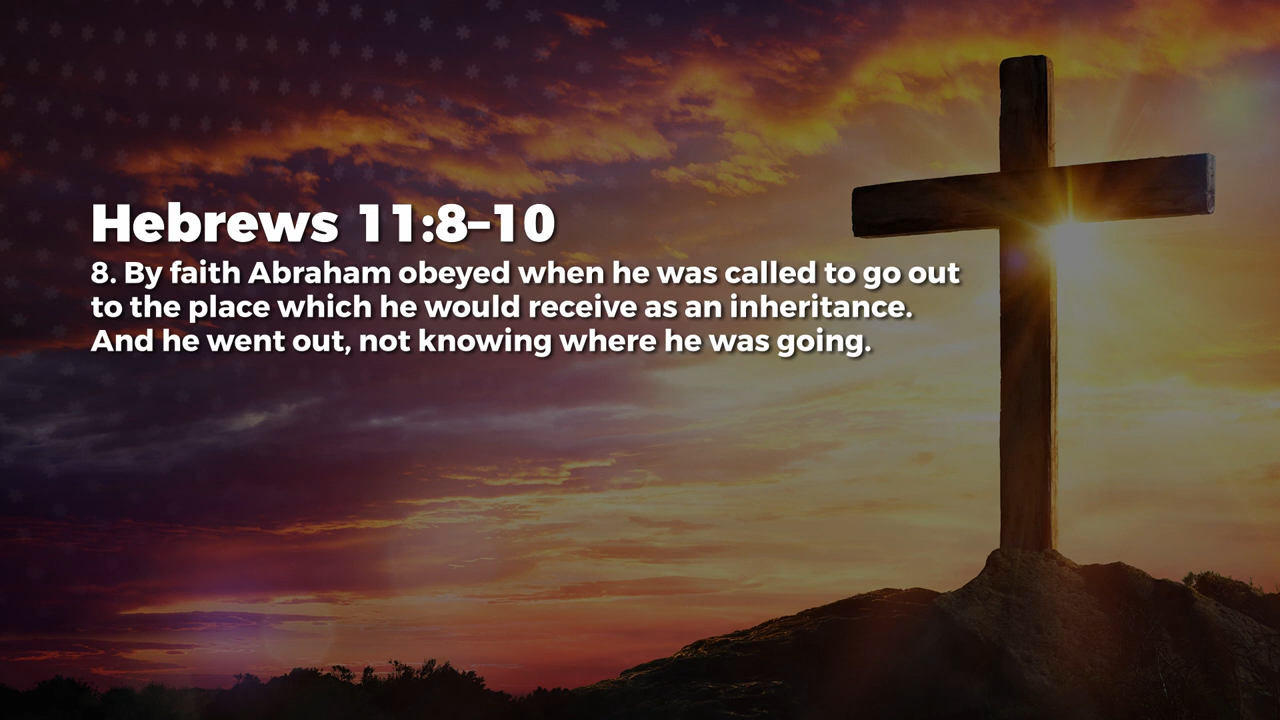 Hebrews 11:8–10
8. By faith Abraham obeyed when he was called to go out
to the place which he would receive as an inheritance.
And he went out, not knowing where he was going.